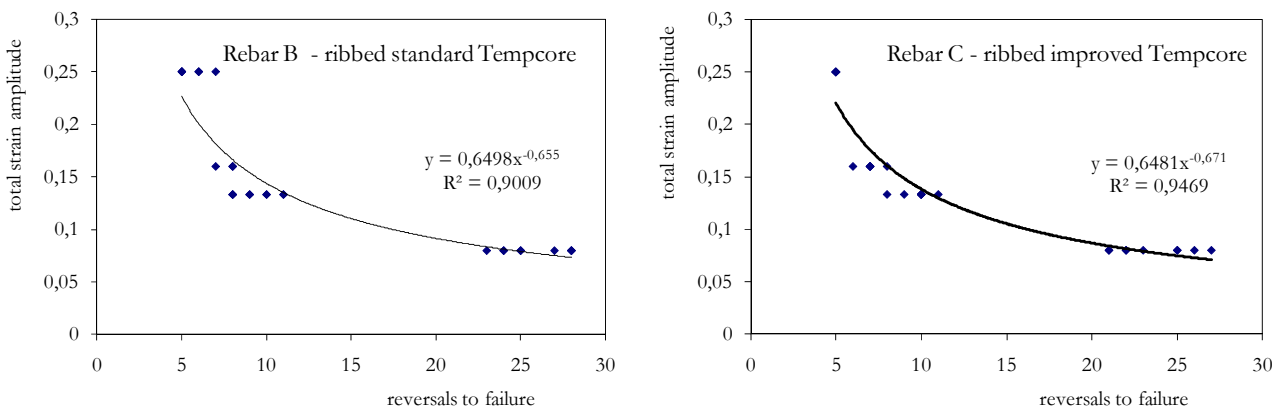 Rebar B - ribbed standard Tempcore
total strain amplitude
0,3
0,25
0,2
0,15
0,1
0,05
0
y = 0,6498x^-0,655
R² = 0,9009
0 5 10 15 20 25 30
reversals to failure
Rebar C - ribbed improved Tempcore
total strain amplitude
0,3
0,25
0,2
0,15
0,1
0,05
0
y = 0,6481x^-0,671
R² = 0,9469
0 5 10 15 20 25 30
reversals to failure